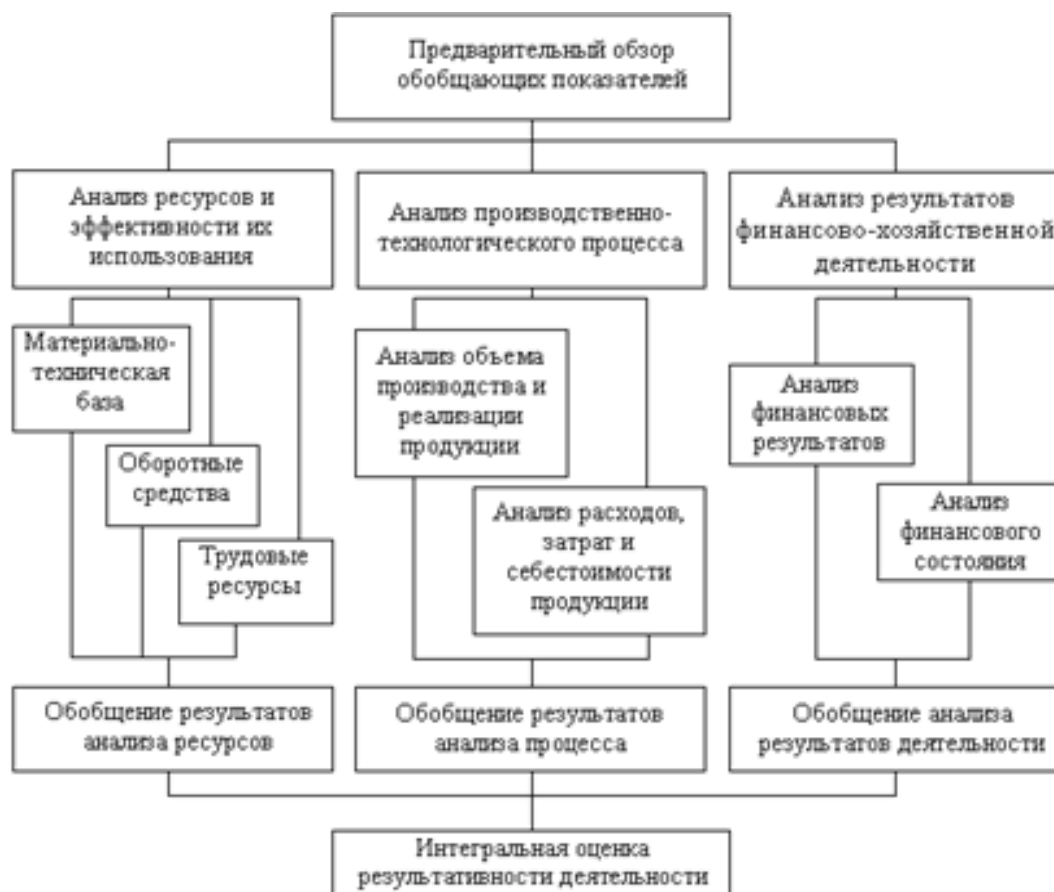 Предварительный обзор
обобщающих показателей
Анализ ресурсов и
эффективности их
использования
Анализ производственно-
технологического процесса
Анализ результатов
финансово-хозяйственной
деятельности
Материально-
техническая
база
Оборотные
средства
Трудовые
ресурсы
Анализ объема
производства и
реализации
продукции
Анализ расходов,
затрат и
себестоимости
продукции
Анализ
финансовых
результатов
Анализ
финансового
состояния
Обобщение результатов
анализа ресурсов
Обобщение результатов
анализа процесса
Обобщение анализа
результатов деятельности
Интегральная оценка
результативности деятельности